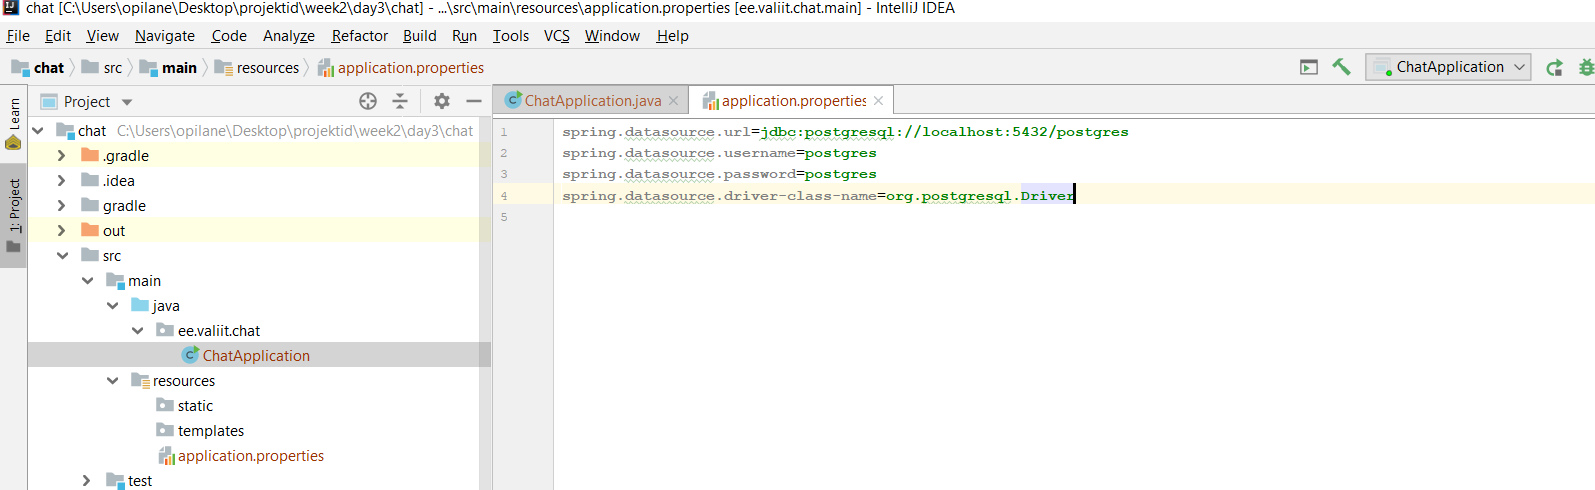 chat [C:\Users\opilane\Desktop\projektid\week2\day3\chat] - ...\src\main\resources\application.properties [ee.valiit.chat.main] - IntelliJ IDEA
File Edit View Navigate Code Analyze Refactor Build Run Tools VCS Window Help
chat src main resources application.properties ChatApplication
Learn
1: Project
Project
chat C:\Users\opilane\Desktop\projektid\week2\day3\chat
.gradle
.idea
gradle
out
src
main
java
ee.valiit.chat
ChatApplication
resources
static
templates
application.properties
test
ChatApplication.java application.properties
1 spring.datasource.url=jdbc:postgresql://localhost:5432/postgres
2 spring.datasource.username=postgres
3 spring.datasource.password=postgres
4 spring.datasource.driver-class-name=org.postgresql.Driver
5